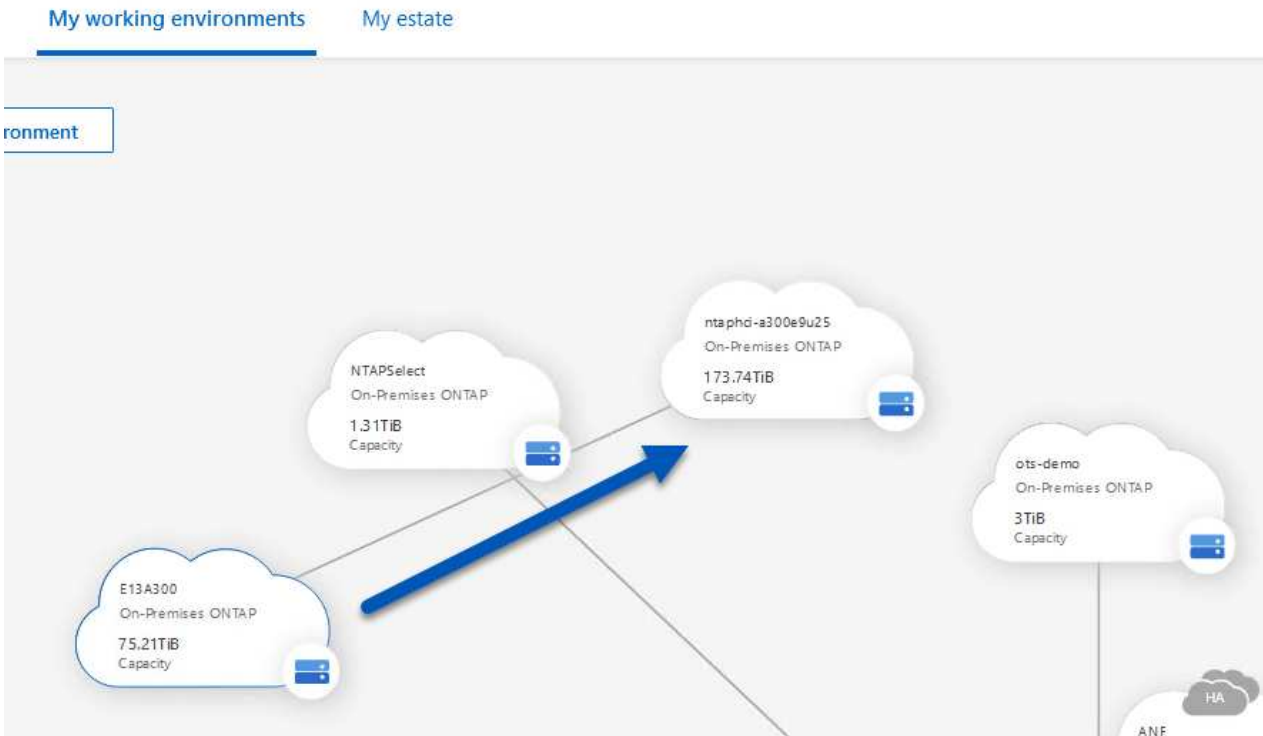 My working environments
My estate
ronment
ntaphci-a300e9u25
On-Premises ONTAP
173.74TiB
Capacity
NTAPSelect
On-Premises ONTAP
1.31TiB
Capacity
ots-demo
On-Premises ONTAP
3TiB
Capacity
E13A300
On-Premises ONTAP
75.21TiB
Capacity
HA
ANF